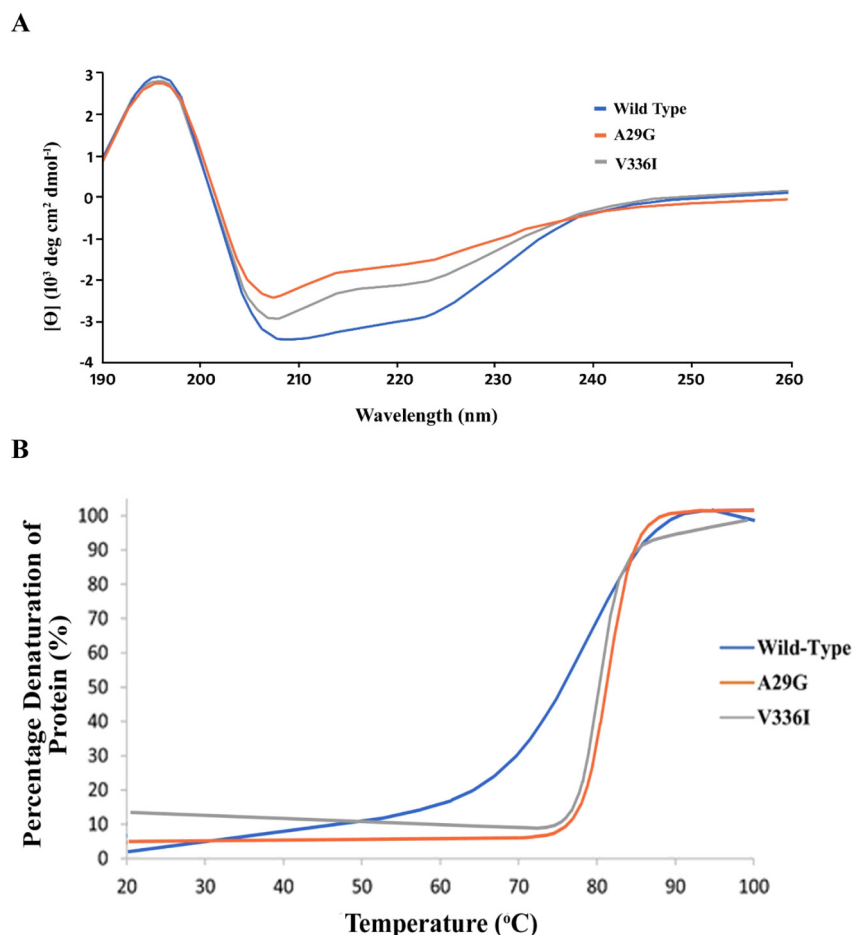 A
3
2
1
0
-1
-2
-3
-4
[Θ] (10³ deg cm² dmol⁻¹)
Wild Type
A29G
V336I
190 200 210 220 230 240 250 260
Wavelength (nm)
B
100
90
80
70
60
50
40
30
20
10
0
Percentage Denaturation of
Protein (%)
Wild-Type
A29G
V336I
20 30 40 50 60 70 80 90 100
Temperature (°C)